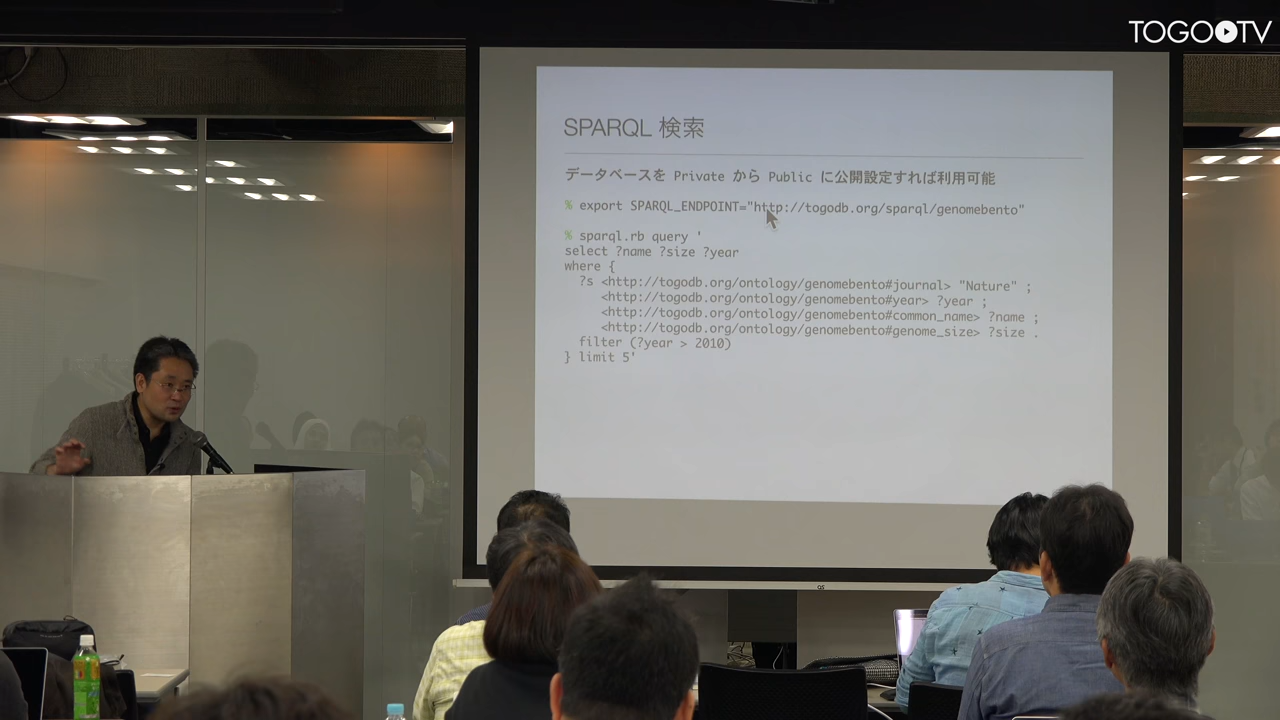 TOGO TV
SPARQL 検索
データベースを Private から Public に公開設定すれば利用可能
% export SPARQL_ENDPOINT="http://togodb.org/sparql/genomebento"
% sparql.rb query '
select ?name ?size ?year
where {
?s <http://togodb.org/ontology/genomebento#journal> "Nature" ;
<http://togodb.org/ontology/genomebento#year> ?year ;
<http://togodb.org/ontology/genomebento#common_name> ?name ;
<http://togodb.org/ontology/genomebento#genome_size> ?size .
filter (?year > 2010)
} limit 5'